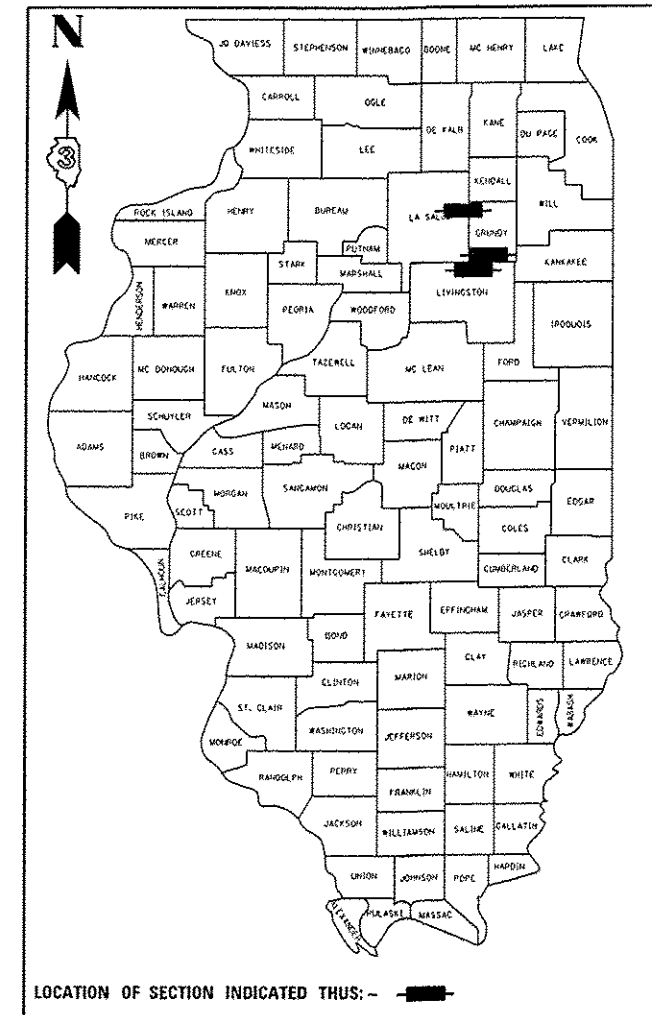 N
JO DAVIESS STEPHENSON WINNEBAGO BOONE MC HENRY LAKE
CARROLL OGLE DE KALB KANE DU PAGE COOK
3
WHITESIDE LEE KENDALL WILL
ROCK ISLAND HENRY BUREAU LA SALLE GRUNDY
MERCER PUTNAM
STARK MARSHALL KANKAKEE
HENDERSON WARREN KNOX PEORIA WOODFORD LIVINGSTON IROQUOIS
HANCOCK MC DONOUGH FULTON TAZEWELL MC LEAN FORD
SCHUYLER MASON LOGAN DE WITT CHAMPAIGN VERMILION
ADAMS BROWN CASS MENARD MACON PIATT
PIKE SCOTT MORGAN SANGAMON CHRISTIAN MOULTRIE DOUGLAS EDGAR
COLES
CALHOUN GREENE MACOUPIN MONTGOMERY SHELBY CUMBERLAND CLARK
JERSEY FAYETTE EFFINGHAM JASPER CRAWFORD
MADISON BOND CLAY RICHLAND LAWRENCE
CLINTON MARION
ST. CLAIR WAYNE EDWARDS WABASH
MONROE WASHINGTON JEFFERSON
RANDOLPH PERRY HAMILTON WHITE
FRANKLIN
JACKSON WILLIAMSON SALINE GALLATIN
UNION JOHNSON POPE HARDIN
ALEXANDER PULASKI MASSAC
LOCATION OF SECTION INDICATED THUS: -